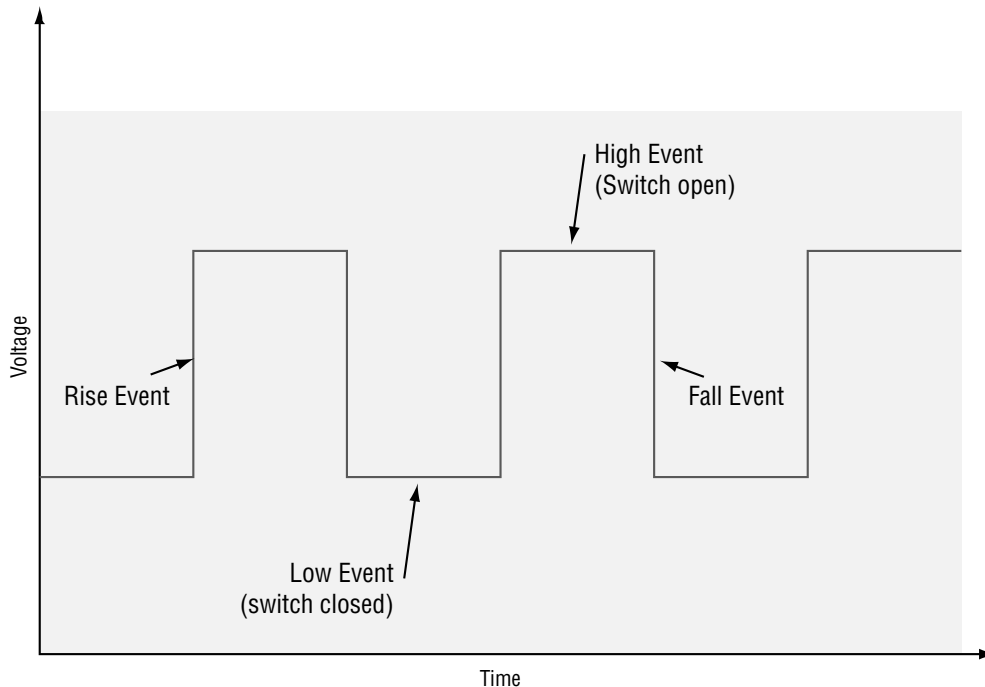 High Event
(Switch open)
Voltage
Rise Event
Fall Event
Low Event
(switch closed)
Time